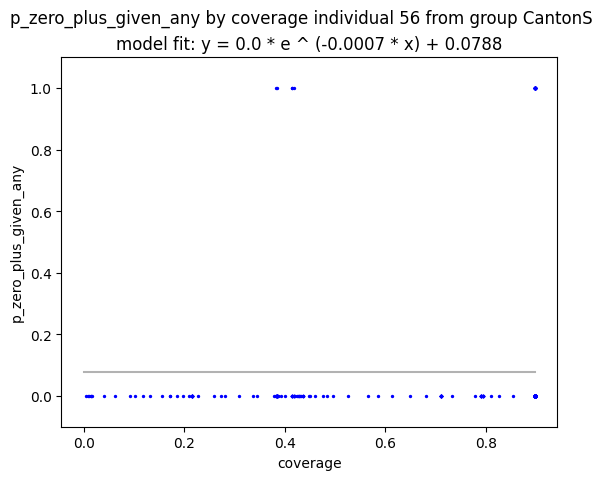 p_zero_plus_given_any by coverage individual 56 from group CantonS
model fit: y = 0.0 * e ^ (-0.0007 * x) + 0.0788
1.0
0.8
0.6
0.4
0.2
0.0
p_zero_plus_given_any
0.0 0.2 0.4 0.6 0.8
coverage